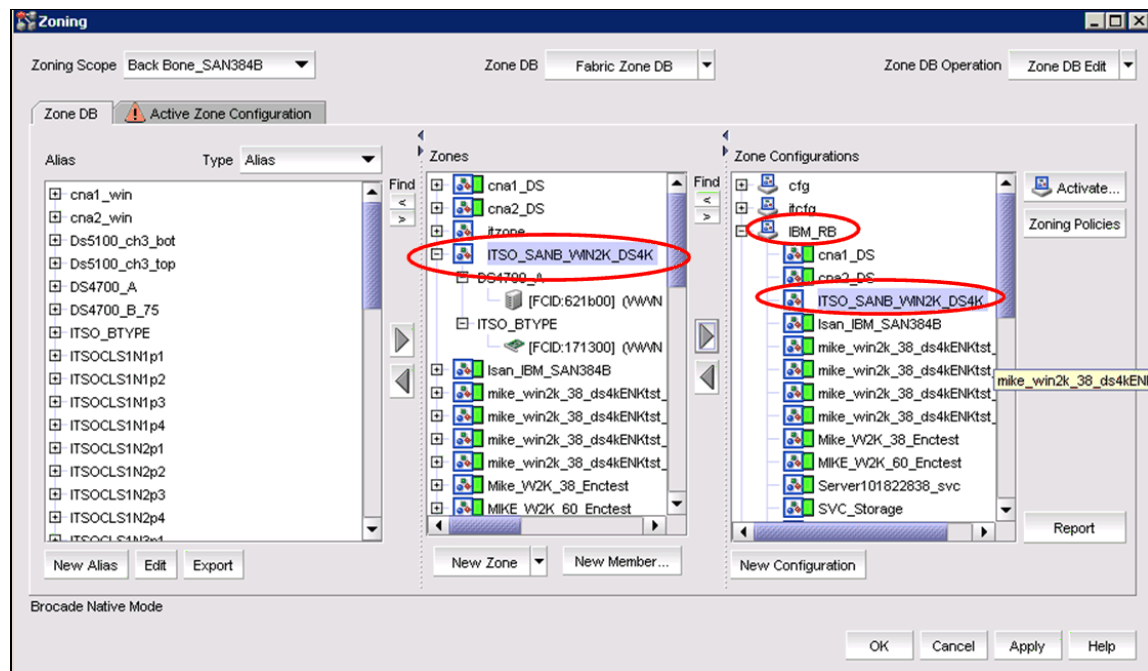 Zoning
Zoning Scope Back Bone_SAN384B
Zone DB Fabric Zone DB
Zone DB Operation Zone DB Edit
Zone DB
Active Zone Configuration
Alias
Type Alias
cna1_win
cna2_win
Ds5100_ch3_bot
Ds5100_ch3_top
DS4700_A
DS4700_B_75
ITSO_BTYPE
ITSOCLS1N1p1
ITSOCLS1N1p2
ITSOCLS1N1p3
ITSOCLS1N1p4
ITSOCLS1N2p1
ITSOCLS1N2p2
ITSOCLS1N2p3
ITSOCLS1N2p4
ITSOCLS1N3p1
New Alias
Edit
Export
Find
<
>
Zones
cna1_DS
cna2_DS
itzone
ITSO_SANB_WIN2K_DS4K
DS4700_A
[FCID:621b00] (WWN
ITSO_BTYPE
[FCID:171300] (WWN
lsan_IBM_SAN384B
mike_win2k_38_ds4kENKtst_
mike_win2k_38_ds4kENKtst_
mike_win2k_38_ds4kENKtst_
mike_win2k_38_ds4kENKtst_
Mike_W2K_38_Enctest
MIKE_W2K_60_Enctest
New Zone
New Member...
Find
<
>
Zone Configurations
cfg
itcfg
IBM_RB
cna1_DS
cna2_DS
ITSO_SANB_WIN2K_DS4K
lsan_IBM_SAN384B
mike_win2k_38_ds4kENKtst_
mike_win2k_38_ds4kENKtst_
mike_win2k_38_ds4kENKtst_
mike_win2k_38_ds4kENKtst_
Mike_W2K_38_Enctest
MIKE_W2K_60_Enctest
Server101822838_svc
SVC_Storage
mike_win2k_38_ds4kEN
New Configuration
Activate...
Zoning Policies
Report
Brocade Native Mode
OK
Cancel
Apply
Help